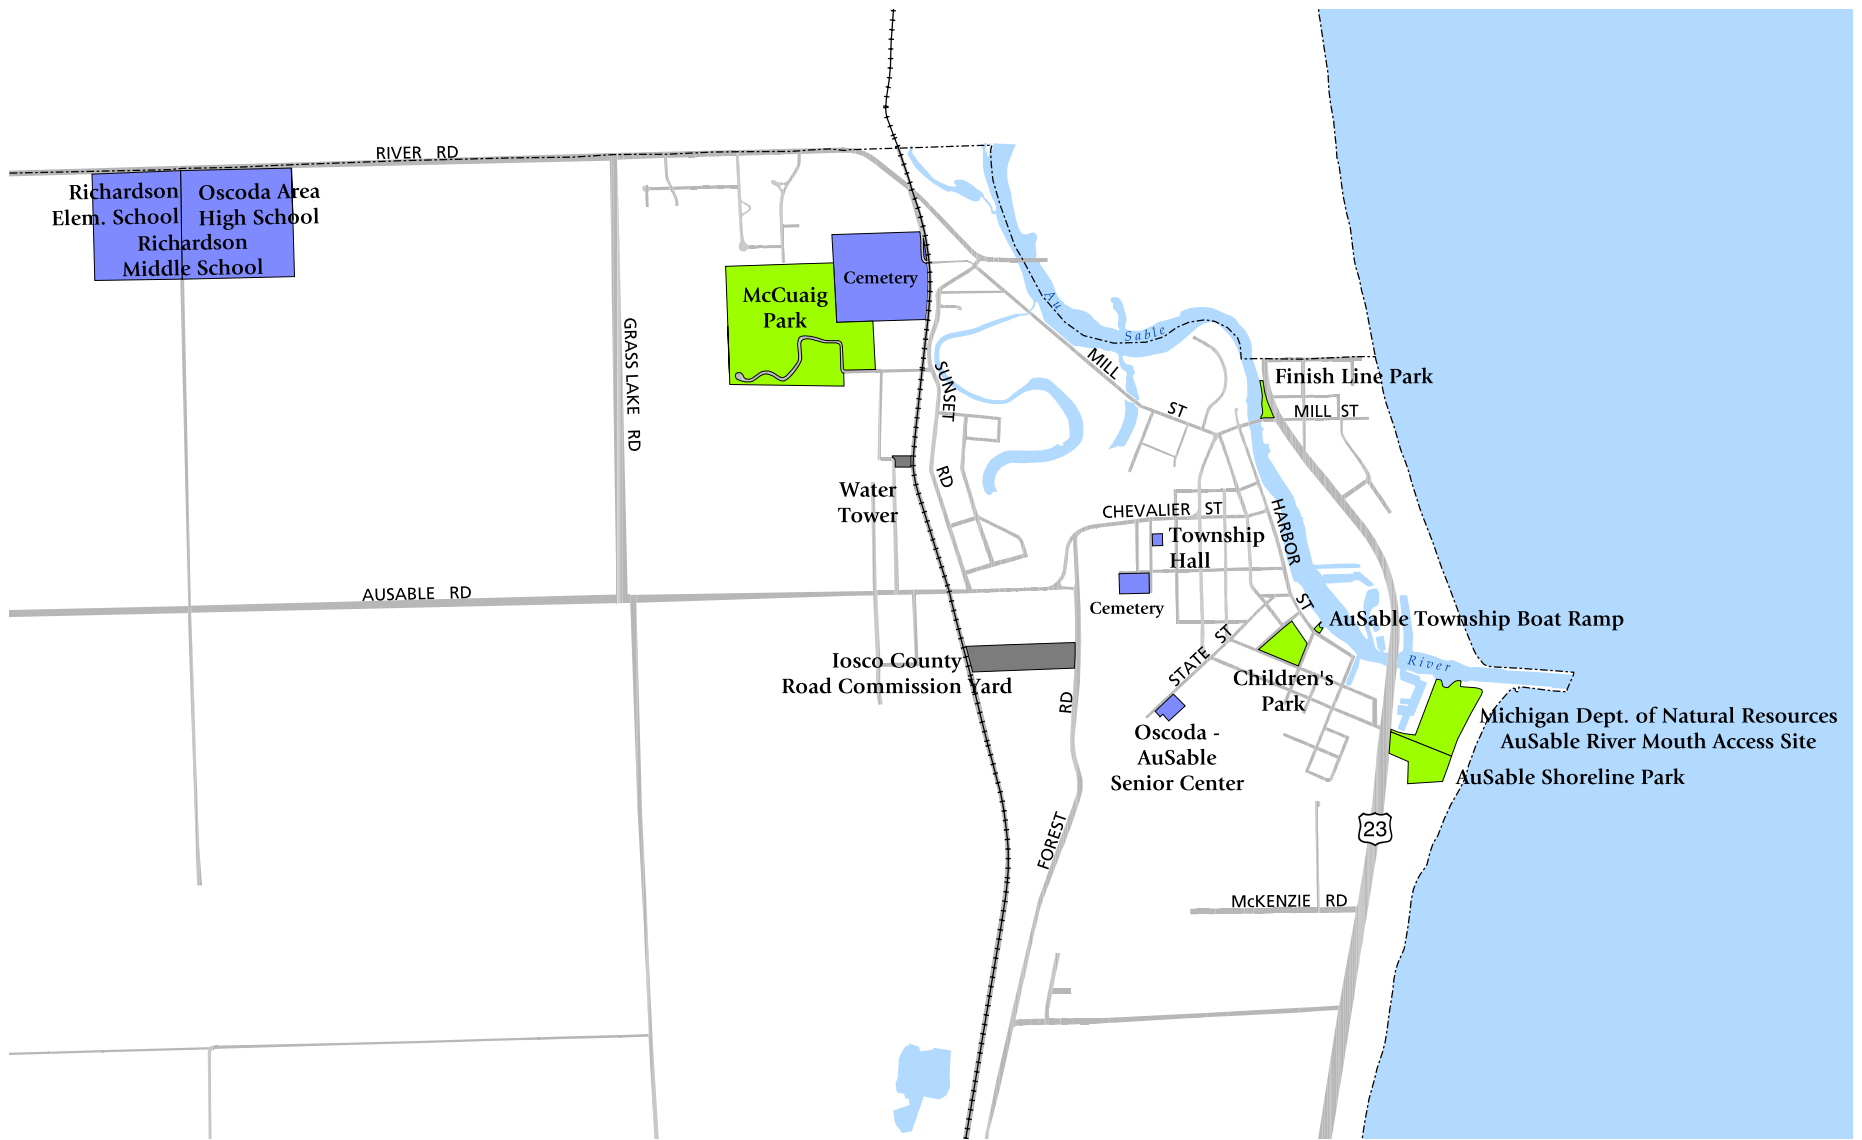 RIVER RD
Richardson
Elem. School
Oscoda Area
High School
Richardson
Middle School
Cemetery
McCuaig
Park
GRASS LAKE RD
SUNSET
RD
Au
Sable
MILL
ST
Finish Line Park
MILL ST
Water
Tower
CHEVALIER ST
Township
Hall
HARBOR
ST
Cemetery
AUSABLE RD
AuSable Township Boat Ramp
STATE ST
River
Iosco County
Road Commission Yard
Children's
Park
RD
FOREST
Oscoda -
AuSable
Senior Center
Michigan Dept. of Natural Resources
AuSable River Mouth Access Site
AuSable Shoreline Park
23
McKENZIE RD